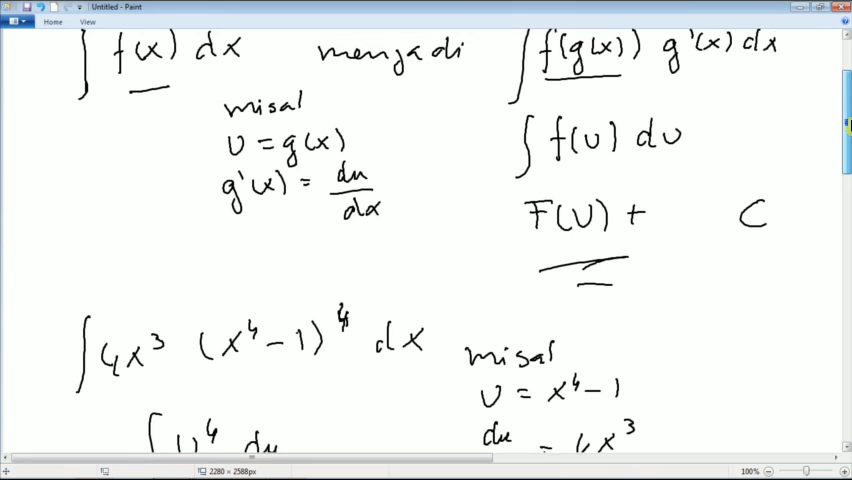 Untitled - Paint
Home View
∫ f(x) dx menjadi ∫ f(g(x)) g'(x) dx
misal
u = g(x)
g'(x) = du/dx
∫ f(u) du
F(u) + C
∫ 4x³ (x⁴ - 1)⁴ dx
misal
u = x⁴ - 1
du = 4x³
∫ u⁴ du
2280 × 2588px
100%